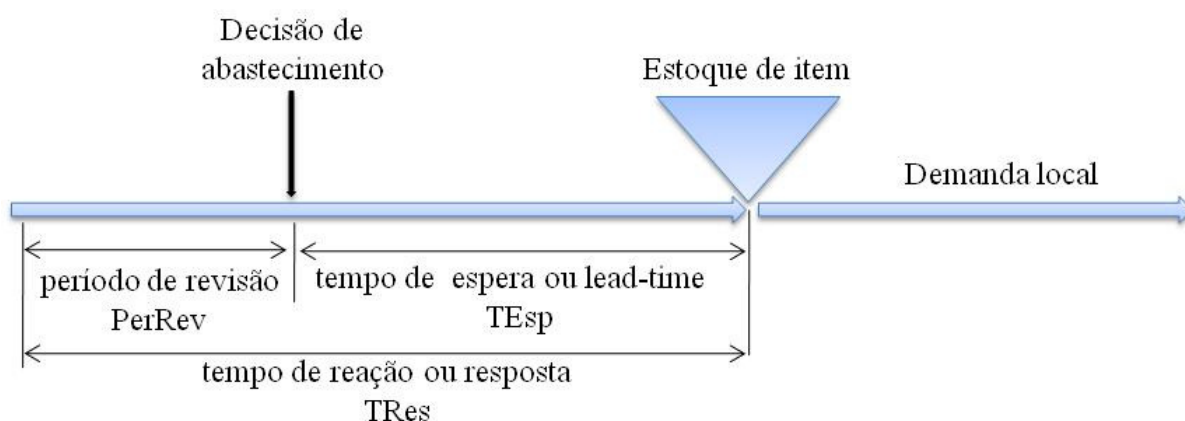 Decisão de
abastecimento
Estoque de item
Demanda local
período de revisão
PerRev
tempo de espera ou lead-time
TEsp
tempo de reação ou resposta
TRes